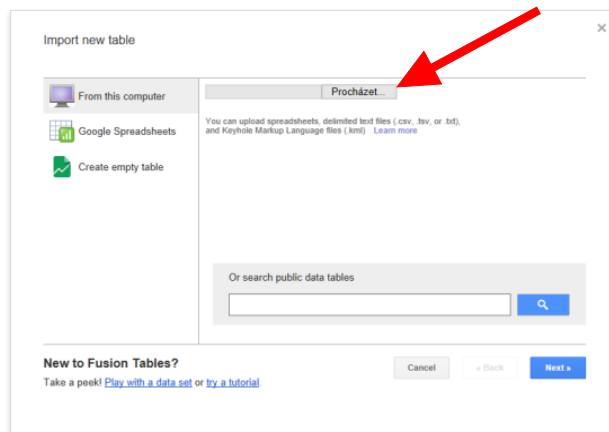 Import new table
×
From this computer
Procházet...
You can upload spreadsheets, delimited text files (.csv, .tsv, or .txt),
and Keyhole Markup Language files (.kml) Learn more
Google Spreadsheets
Create empty table
Or search public data tables
New to Fusion Tables?
Take a peek! Play with a data set or try a tutorial.
Cancel
« Back
Next »